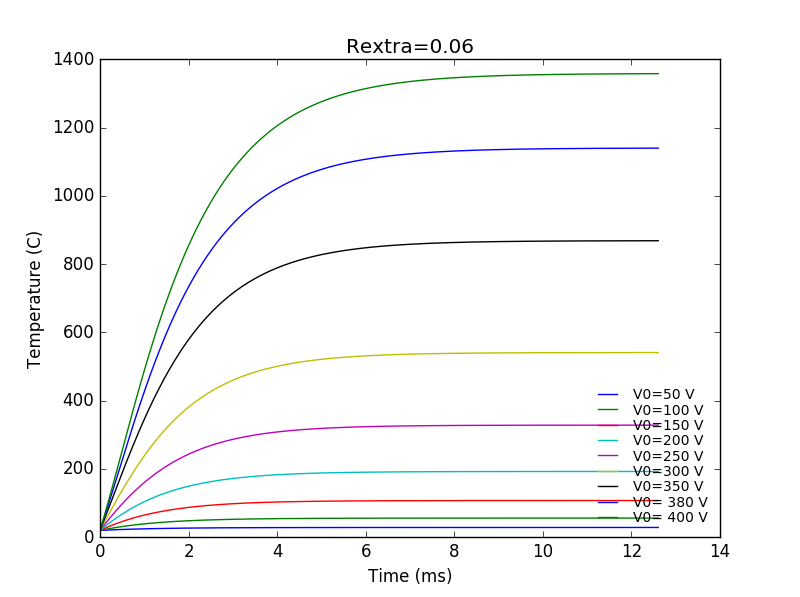 Rextra=0.06
1400
1200
1000
800
600
400
200
0
Temperature (C)
V0=50 V
V0=100 V
V0=150 V
V0=200 V
V0=250 V
V0=300 V
V0=350 V
V0= 380 V
V0= 400 V
0 2 4 6 8 10 12 14
Time (ms)